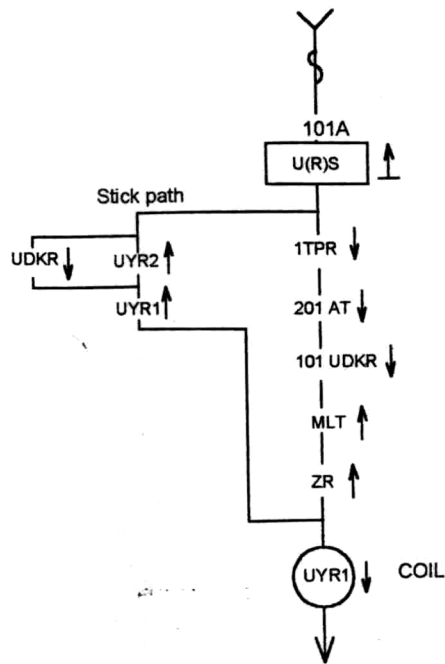 101A
U(R)S
Stick path
1TPR
UDKR
UYR2
UYR1
201 AT
101 UDKR
MLT
ZR
UYR1
COIL